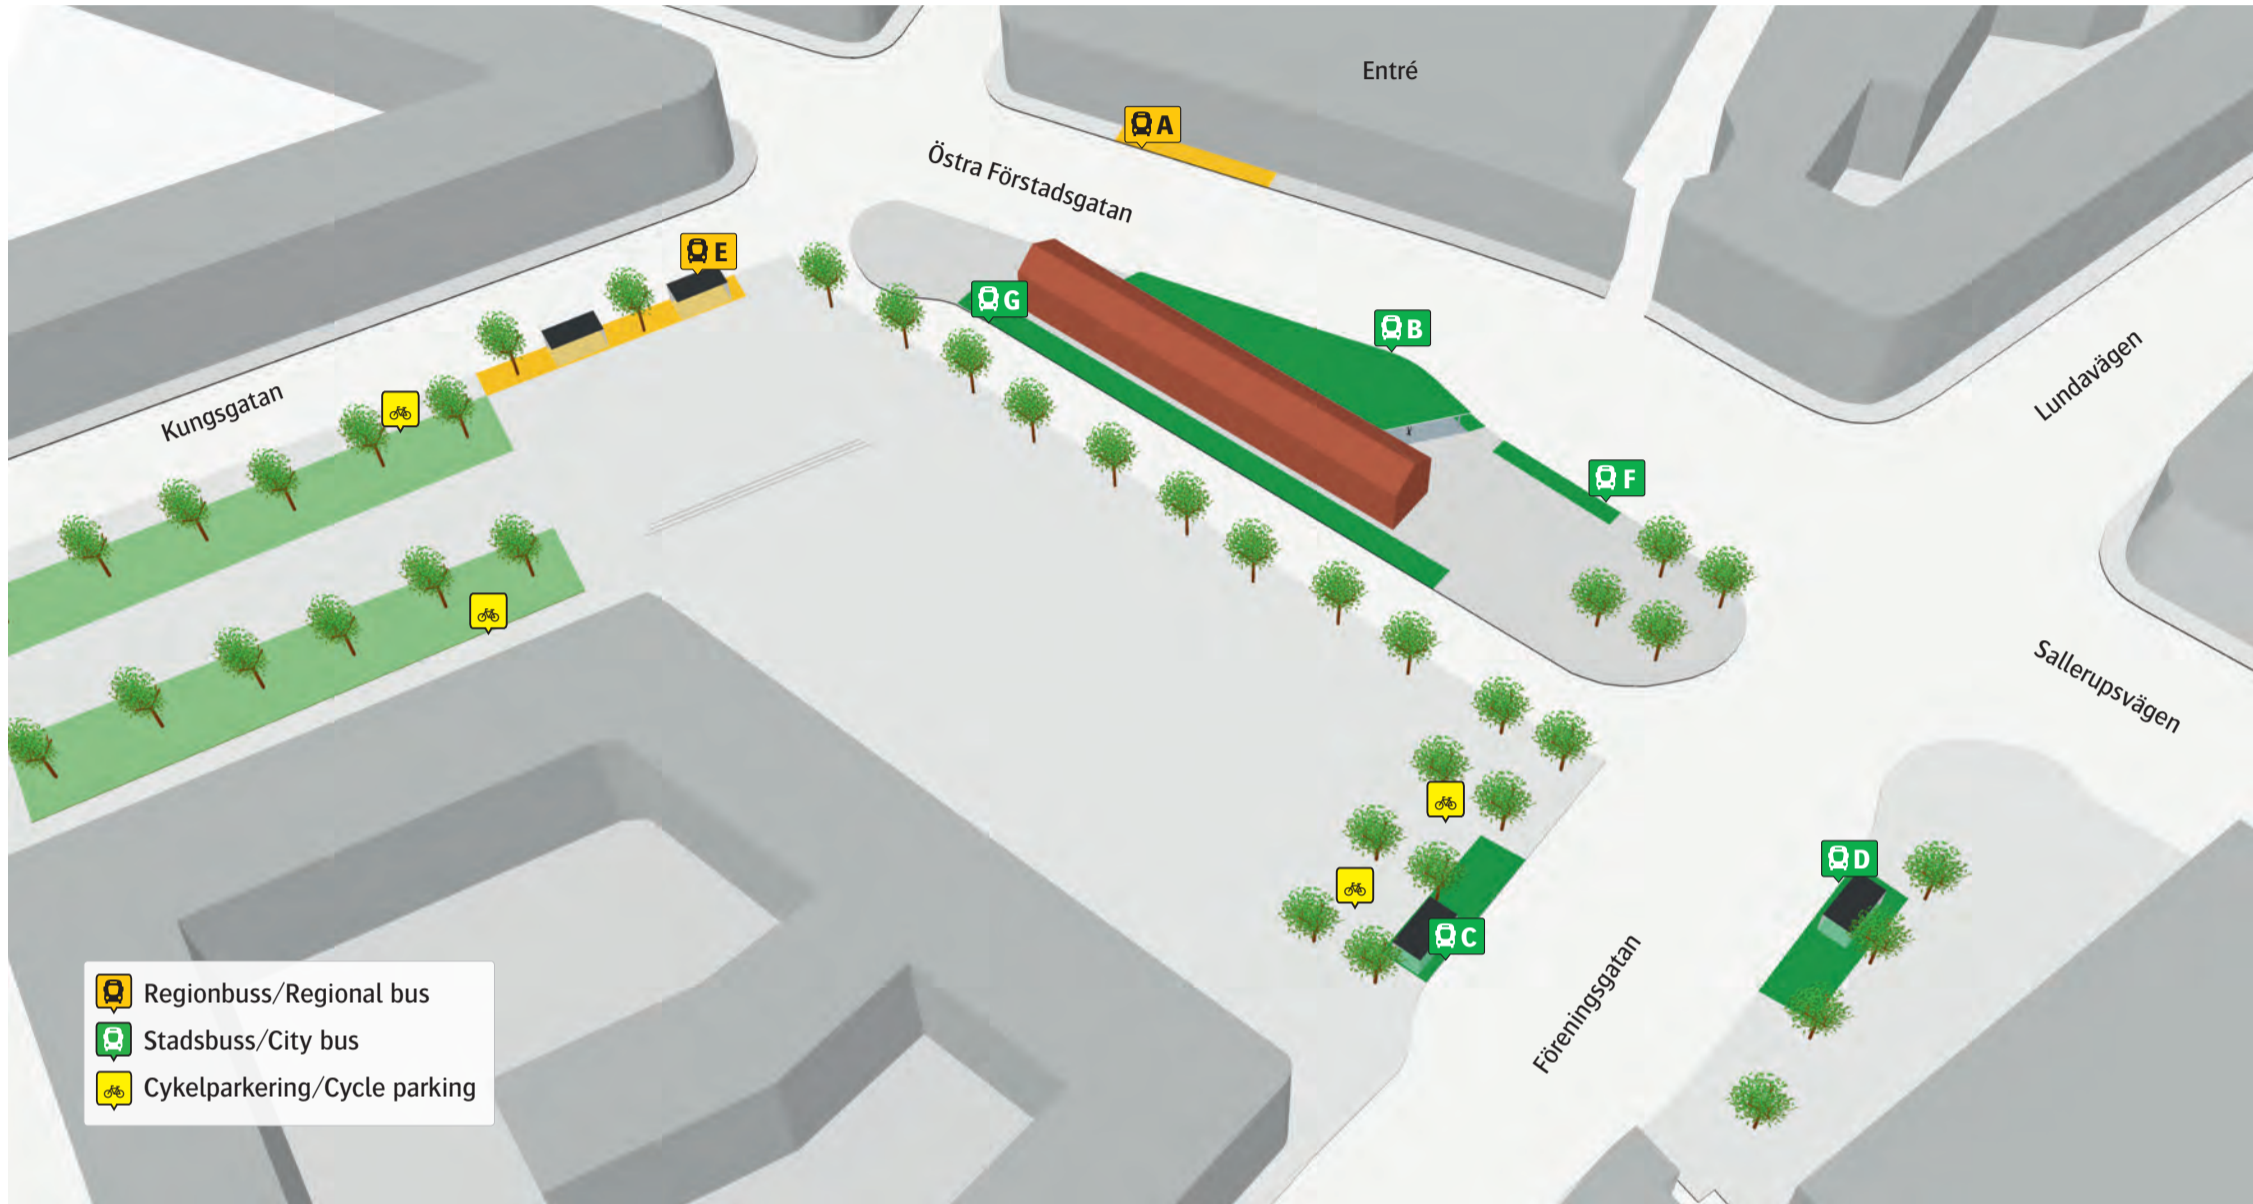 Entré
A
Östra Förstadsgatan
E
G
B
Lundavägen
Kungsgatan
F
Sallerupsvägen
D
C
Föreningsgatan
Regionbuss/Regional bus
Stadsbuss/City bus
Cykelparkering/Cycle parking